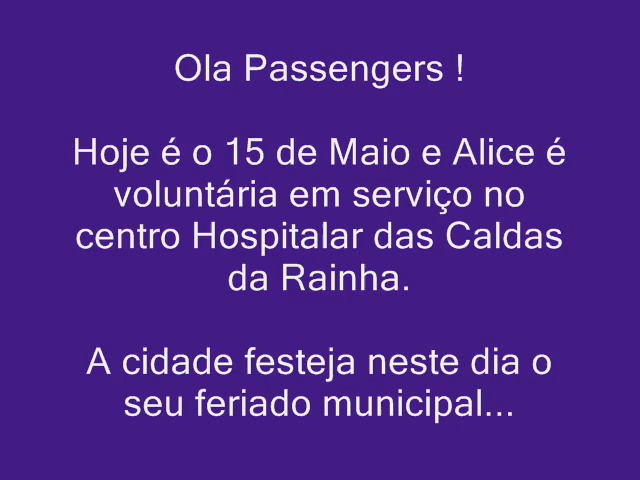 Ola Passengers !
Hoje é o 15 de Maio e Alice é
voluntária em serviço no
centro Hospitalar das Caldas
da Rainha.
A cidade festeja neste dia o
seu feriado municipal...